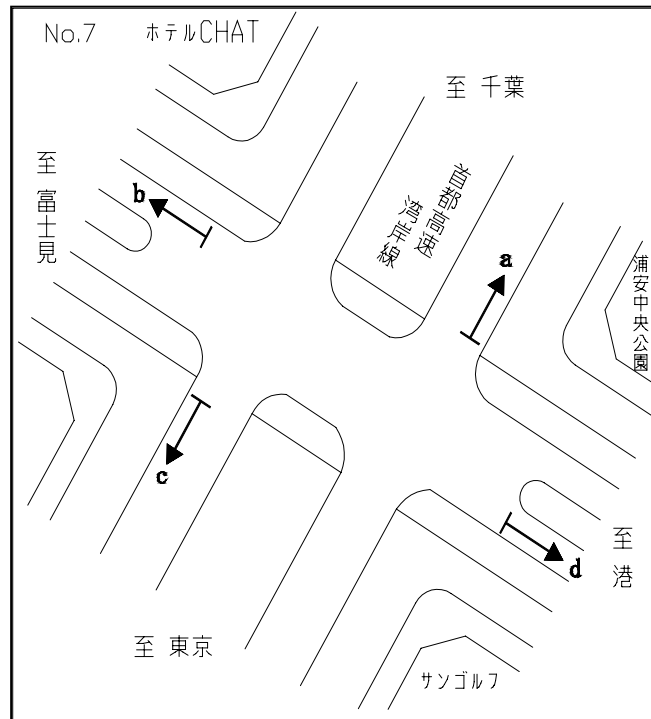 No.7 ホテルCHAT
至 千葉
至 富士見
首都高速
湾岸線
浦安中央公園
a
b
c
d
至 港
至 東京
サンゴルフ